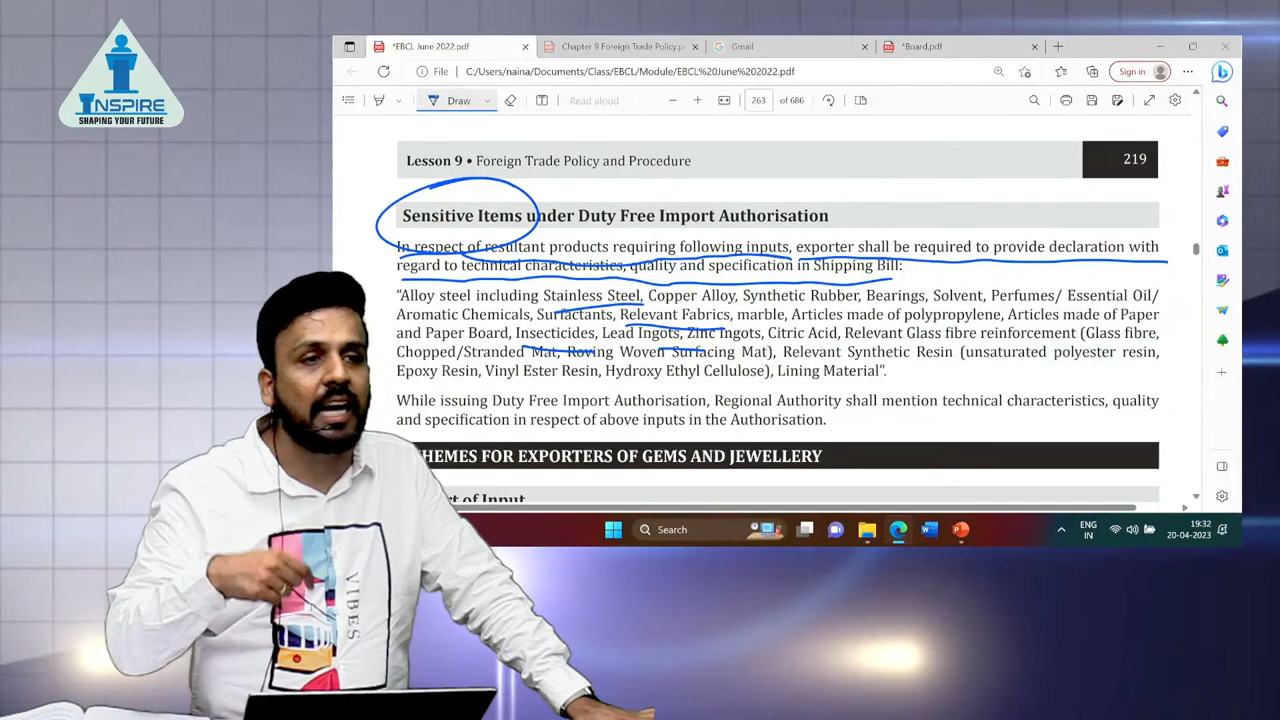 INSPIRE
SHAPING YOUR FUTURE
*EBCL June 2022.pdf
Chapter 9 Foreign Trade Policy.p
Gmail
*Board.pdf
File
C:/Users/naina/Documents/Class/EBCL/Module/EBCL%20June%202022.pdf
Sign in
Draw
Read aloud
263
of 686
Lesson 9 • Foreign Trade Policy and Procedure
219
Sensitive Items under Duty Free Import Authorisation
In respect of resultant products requiring following inputs, exporter shall be required to provide declaration with
regard to technical characteristics, quality and specification in Shipping Bill:
“Alloy steel including Stainless Steel, Copper Alloy, Synthetic Rubber, Bearings, Solvent, Perfumes/ Essential Oil/
Aromatic Chemicals, Surfactants, Relevant Fabrics, marble, Articles made of polypropylene, Articles made of Paper
and Paper Board, Insecticides, Lead Ingots, Zinc Ingots, Citric Acid, Relevant Glass fibre reinforcement (Glass fibre,
Chopped/Stranded Mat, Roving Woven Surfacing Mat), Relevant Synthetic Resin (unsaturated polyester resin,
Epoxy Resin, Vinyl Ester Resin, Hydroxy Ethyl Cellulose), Lining Material”.
While issuing Duty Free Import Authorisation, Regional Authority shall mention technical characteristics, quality
and specification in respect of above inputs in the Authorisation.
HEMES FOR EXPORTERS OF GEMS AND JEWELLERY
rt of Input
Search
ENG
IN
19:32
20-04-2023
VIBES